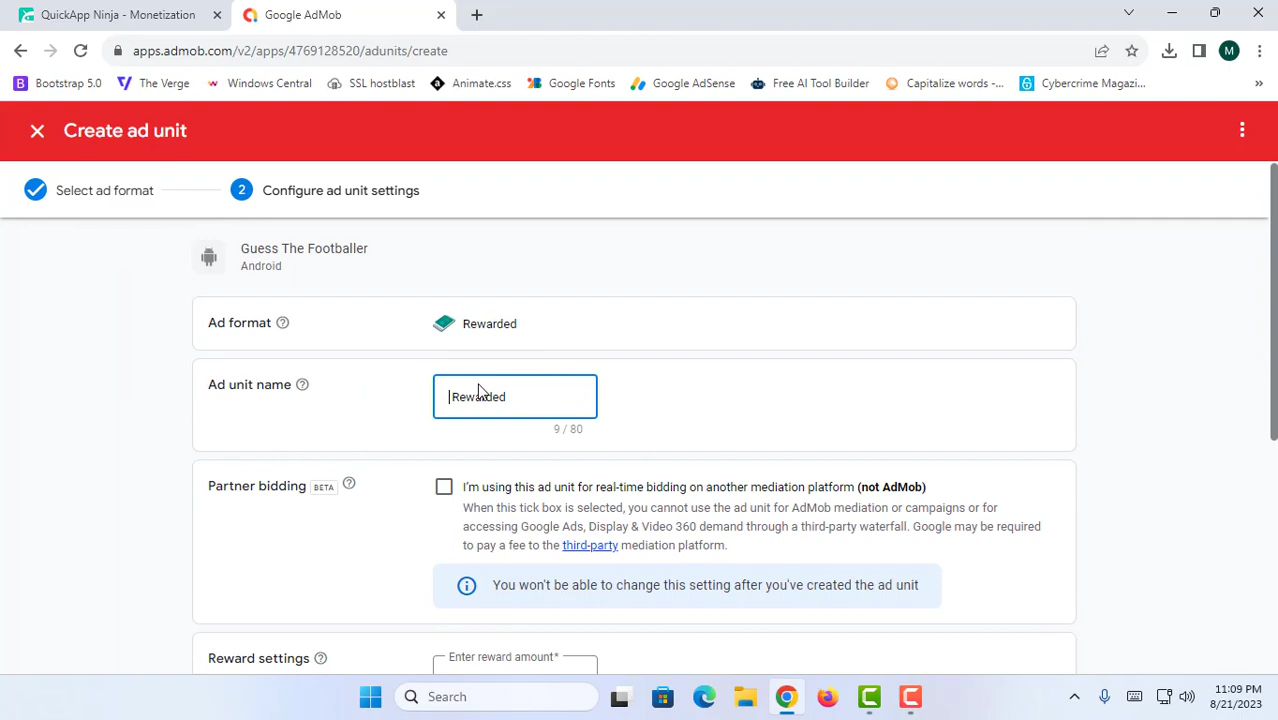 QuickApp Ninja - Monetization
Google AdMob
apps.admob.com/v2/apps/4769128520/adunits/create
M
B Bootstrap 5.0
The Verge
Windows Central
SSL hostblast
a Animate.css
Google Fonts
Google AdSense
Free AI Tool Builder
Capitalize words -...
Cybercrime Magazi...
»
Create ad unit
Select ad format
2 Configure ad unit settings
Guess The Footballer
Android
Ad format
Rewarded
Ad unit name
Rewarded
9 / 80
Partner bidding BETA
I'm using this ad unit for real-time bidding on another mediation platform (not AdMob)
When this tick box is selected, you cannot use the ad unit for AdMob mediation or campaigns or for
accessing Google Ads, Display & Video 360 demand through a third-party waterfall. Google may be required
to pay a fee to the third-party mediation platform.
You won't be able to change this setting after you've created the ad unit
Reward settings
Enter reward amount*
Search
11:09 PM
8/21/2023